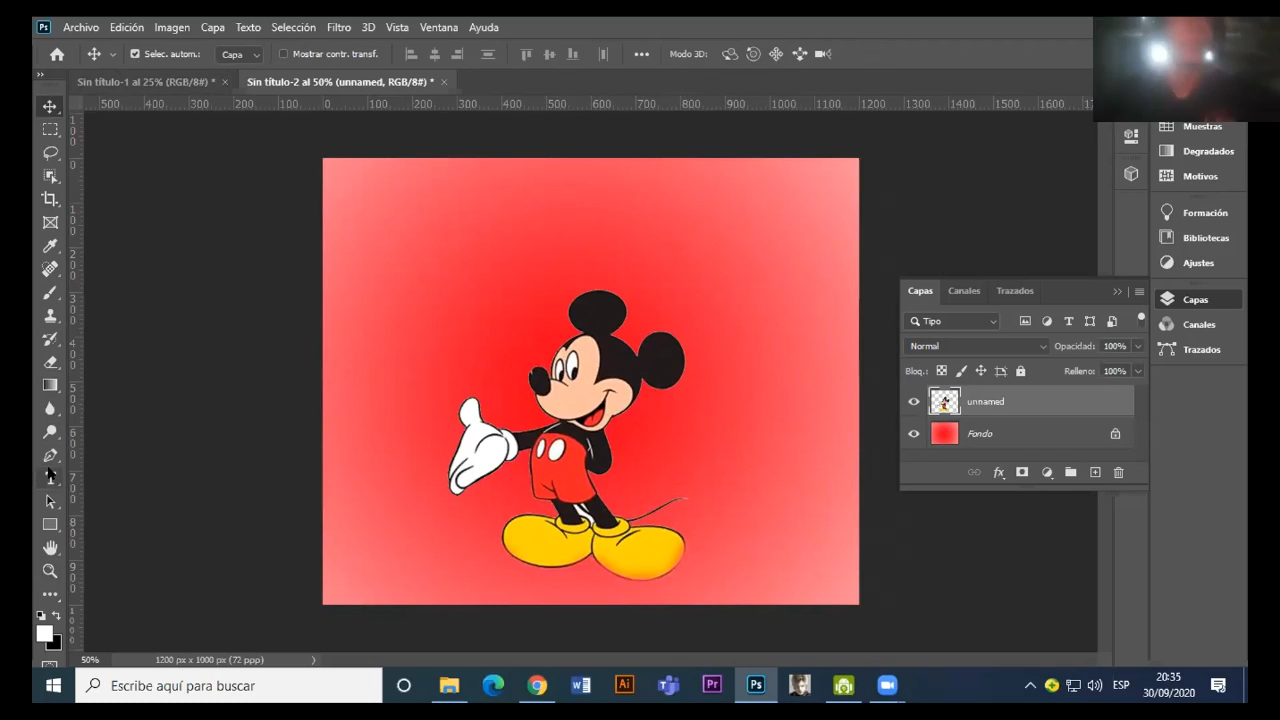 Ps Archivo Edición Imagen Capa Texto Selección Filtro 3D Vista Ventana Ayuda
Selec. autom.: Capa Mostrar contr. transf. Modo 3D:
Sin título-1 al 25% (RGB/8#) * × Sin título-2 al 50% (unnamed, RGB/8#) * ×
500 400 300 200 100 0 100 200 300 400 500 600 700 800 900 1000 1100 1200 1300 1400 1500 1600
Muestras
Degradados
Motivos
Formación
Bibliotecas
Ajustes
Capas
Canales
Trazados
Capas Canales Trazados
Tipo
Normal Opacidad: 100%
Bloq.: Relleno: 100%
unnamed
Fondo
fx
50% 1200 px x 1000 px (72 ppp)
Escribe aquí para buscar
Ai Pr Ps
ESP
20:35
30/09/2020